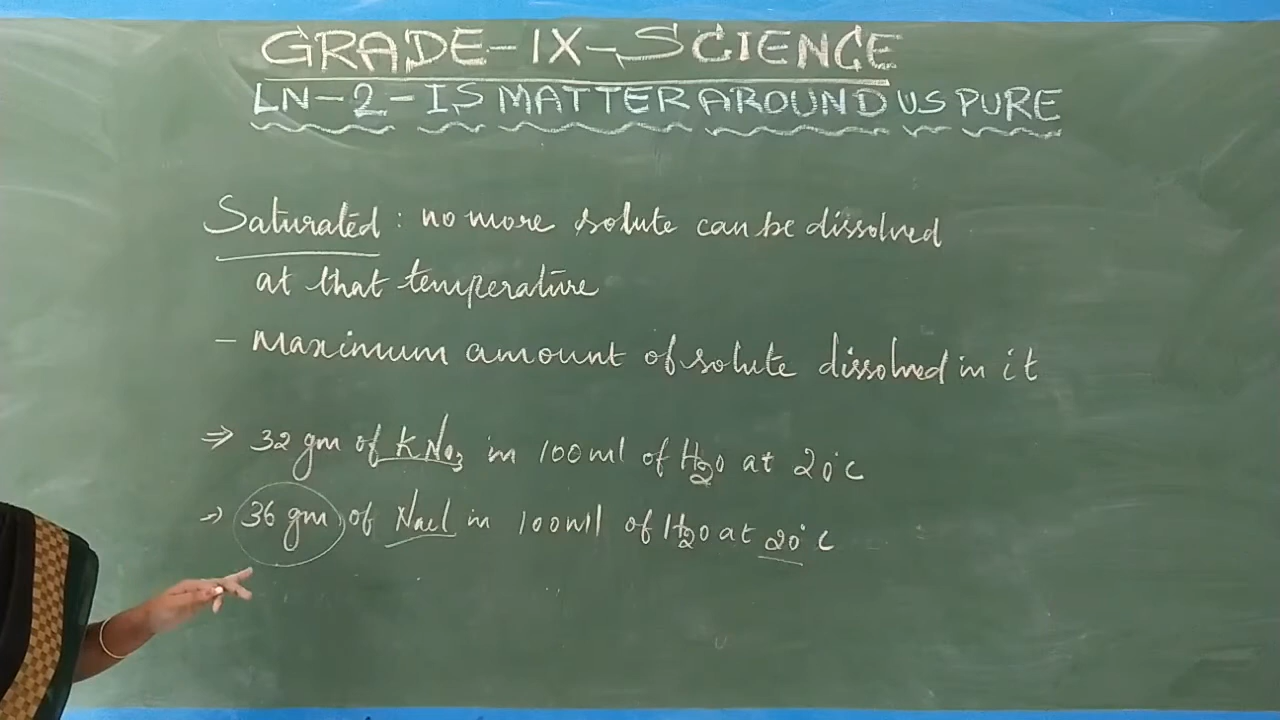 GRADE-IX-SCIENCE
LN-2-IS MATTER AROUND US PURE
Saturated : no more solute can be dissolved
at that temperature
- Maximum amount of solute dissolved in it
⇒ 32 gm of KNO₃ in 100ml of H₂O at 20°C
→ 36 gm of Nacl in 100ml of H₂O at 20°C